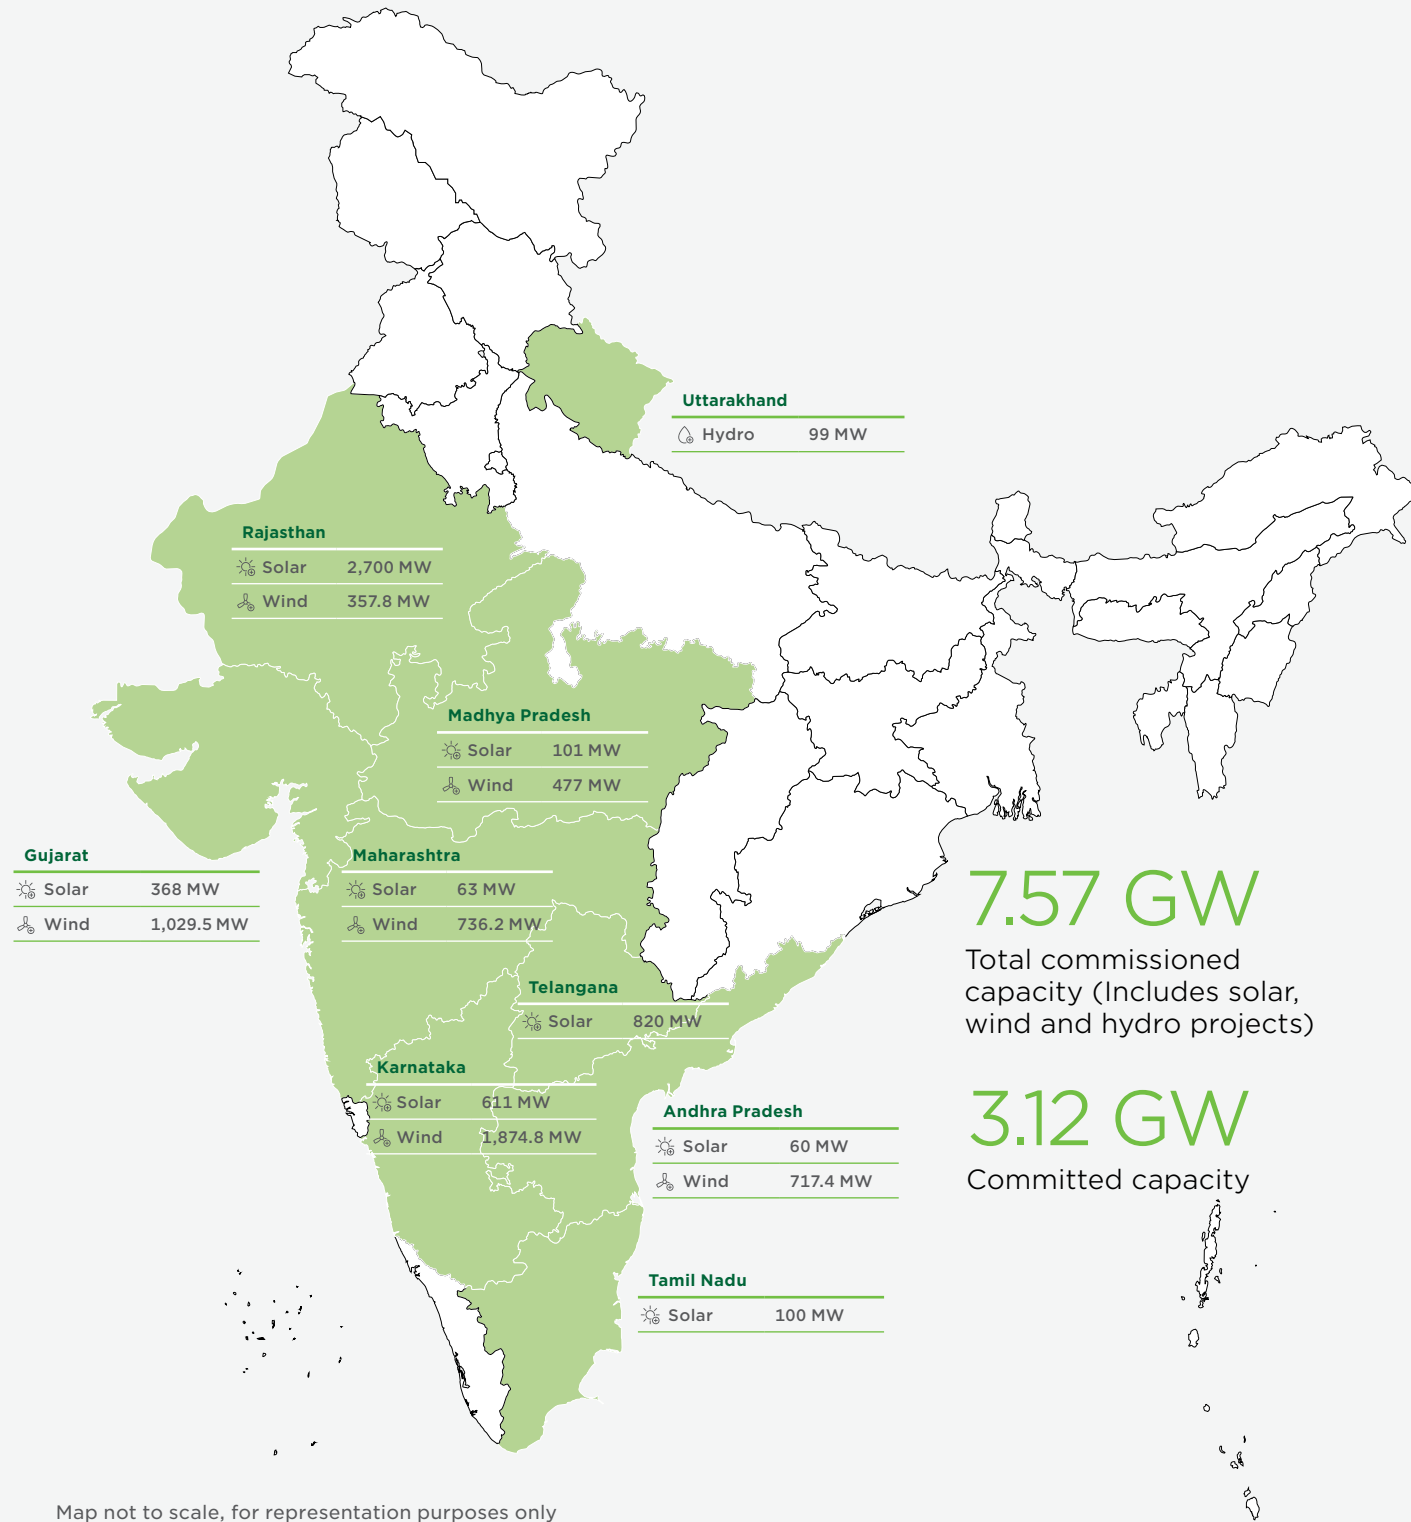 Uttarakhand
Hydro 99 MW
Rajasthan
Solar 2,700 MW
Wind 357.8 MW
Madhya Pradesh
Solar 101 MW
Wind 477 MW
Gujarat
Solar 368 MW
Wind 1,029.5 MW
Maharashtra
Solar 63 MW
Wind 736.2 MW
7.57 GW
Total commissioned
capacity (Includes solar,
wind and hydro projects)
Telangana
Solar 820 MW
Karnataka
Solar 611 MW
Wind 1,874.8 MW
3.12 GW
Committed capacity
Andhra Pradesh
Solar 60 MW
Wind 717.4 MW
Tamil Nadu
Solar 100 MW
Map not to scale, for representation purposes only